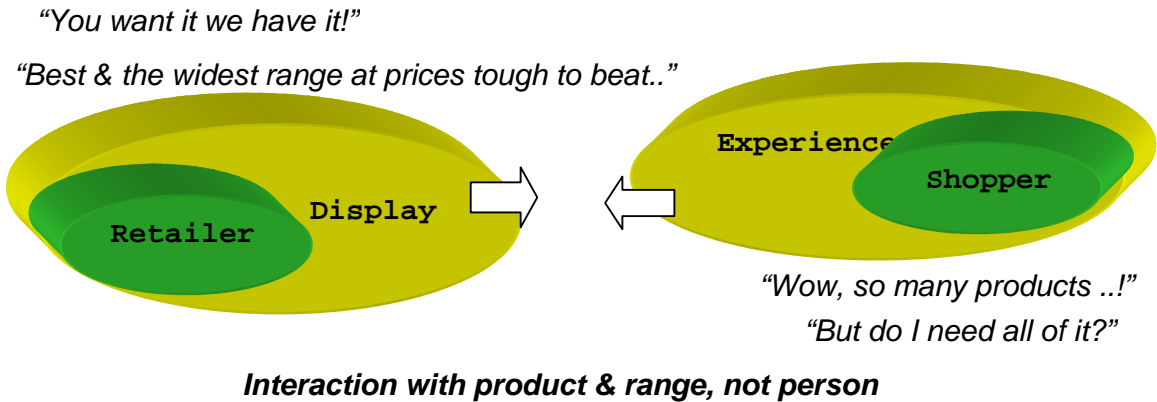 “You want it we have it!”
“Best & the widest range at prices tough to beat..”
Experience
Shopper
Display
Retailer
“Wow, so many products ..!”
“But do I need all of it?”
Interaction with product & range, not person